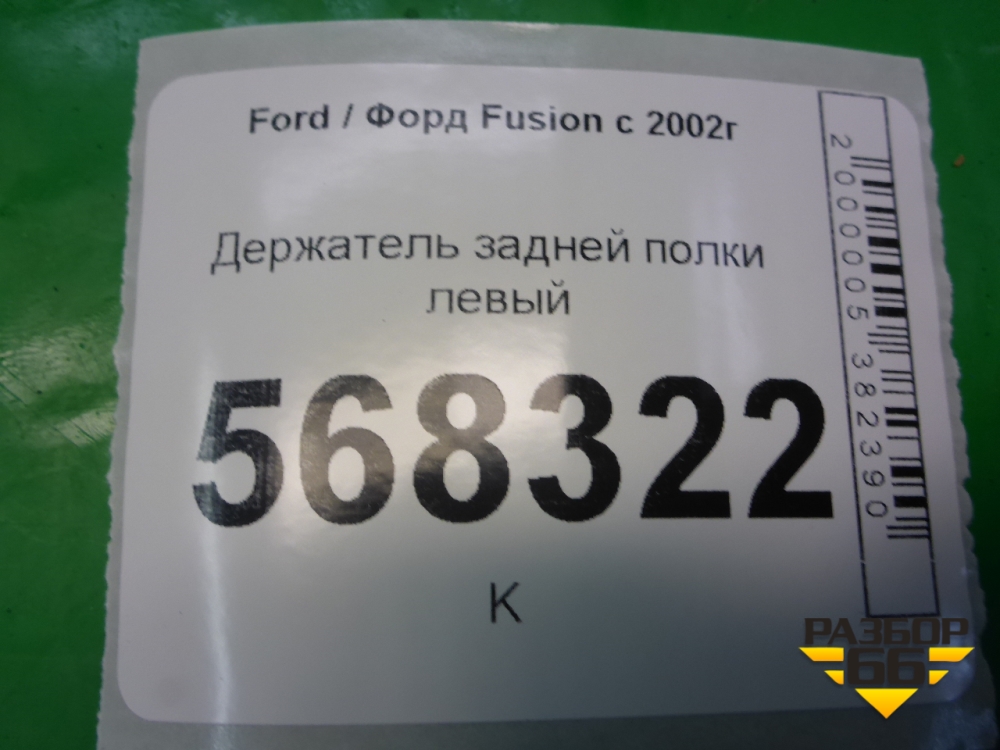 Ford / Форд Fusion с 2002г
Держатель задней полки
левый
568322
К
2000005382390
РАЗБОР
66